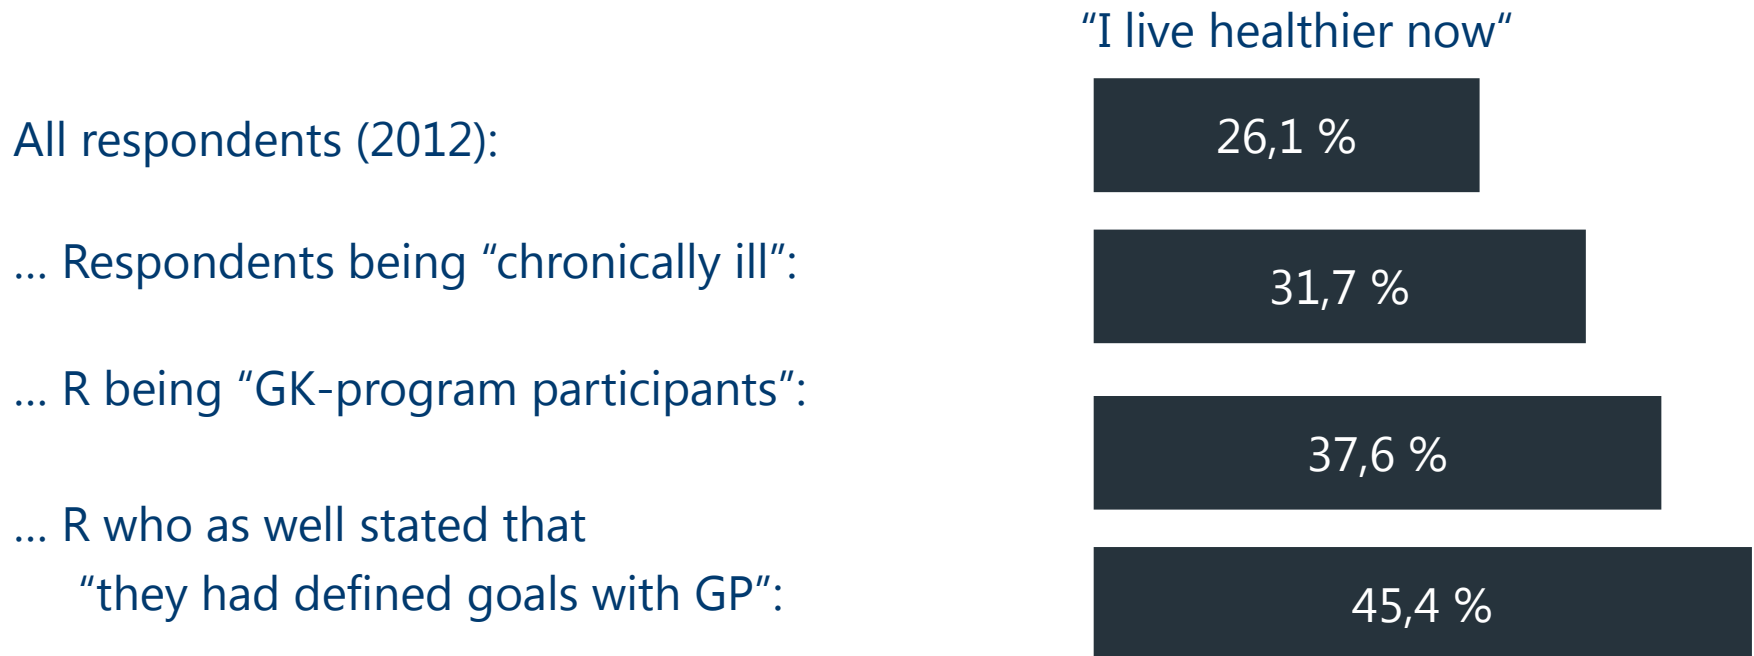 “I live healthier now“
All respondents (2012):
26,1 %
... Respondents being “chronically ill”:
31,7 %
... R being “GK-program participants”:
37,6 %
... R who as well stated that
“they had defined goals with GP”:
45,4 %